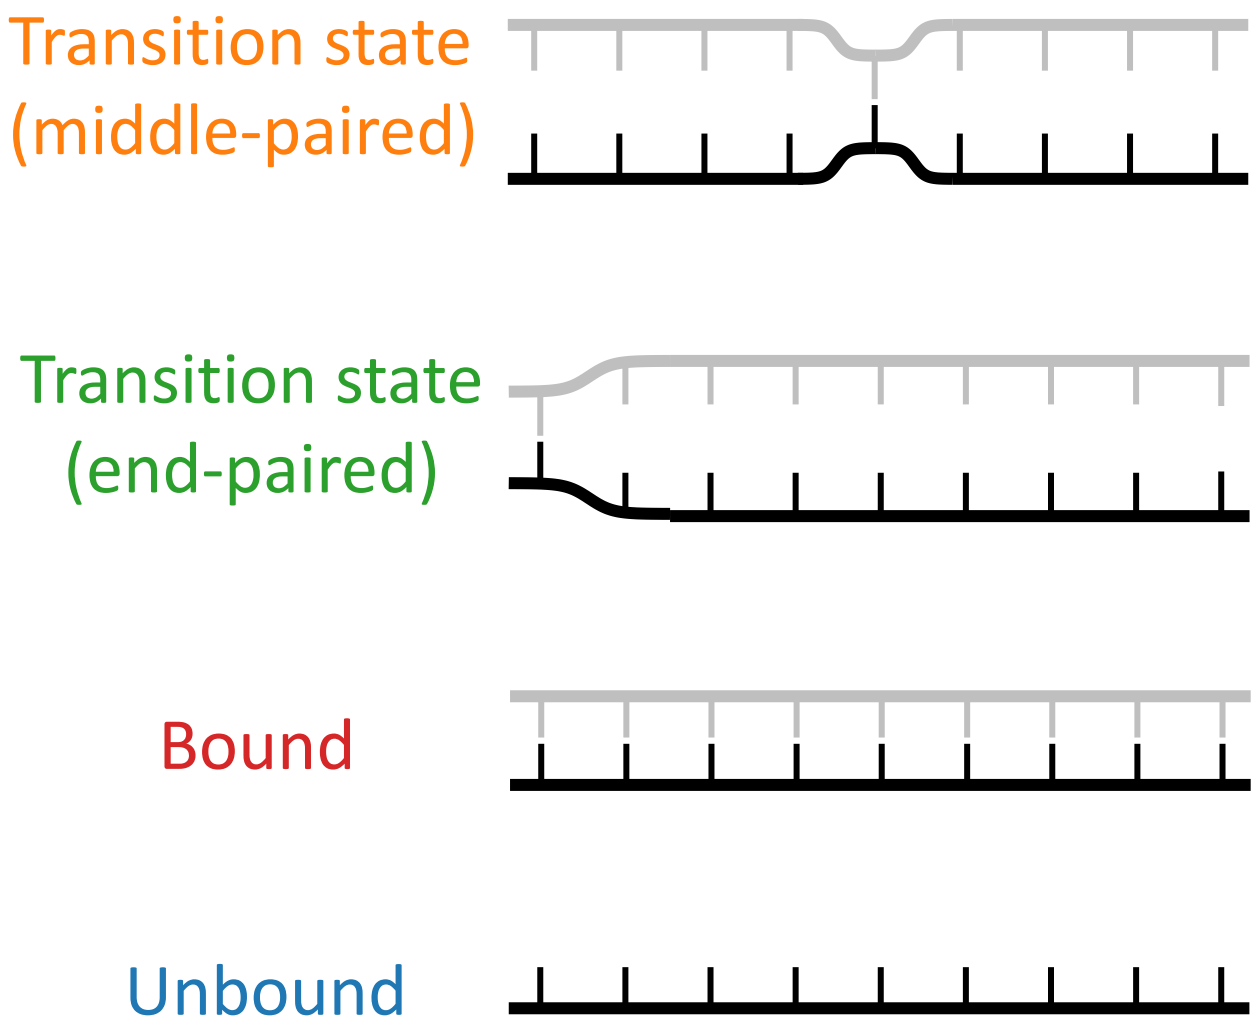 Transition state
(middle-paired)
Transition state
(end-paired)
Bound
Unbound